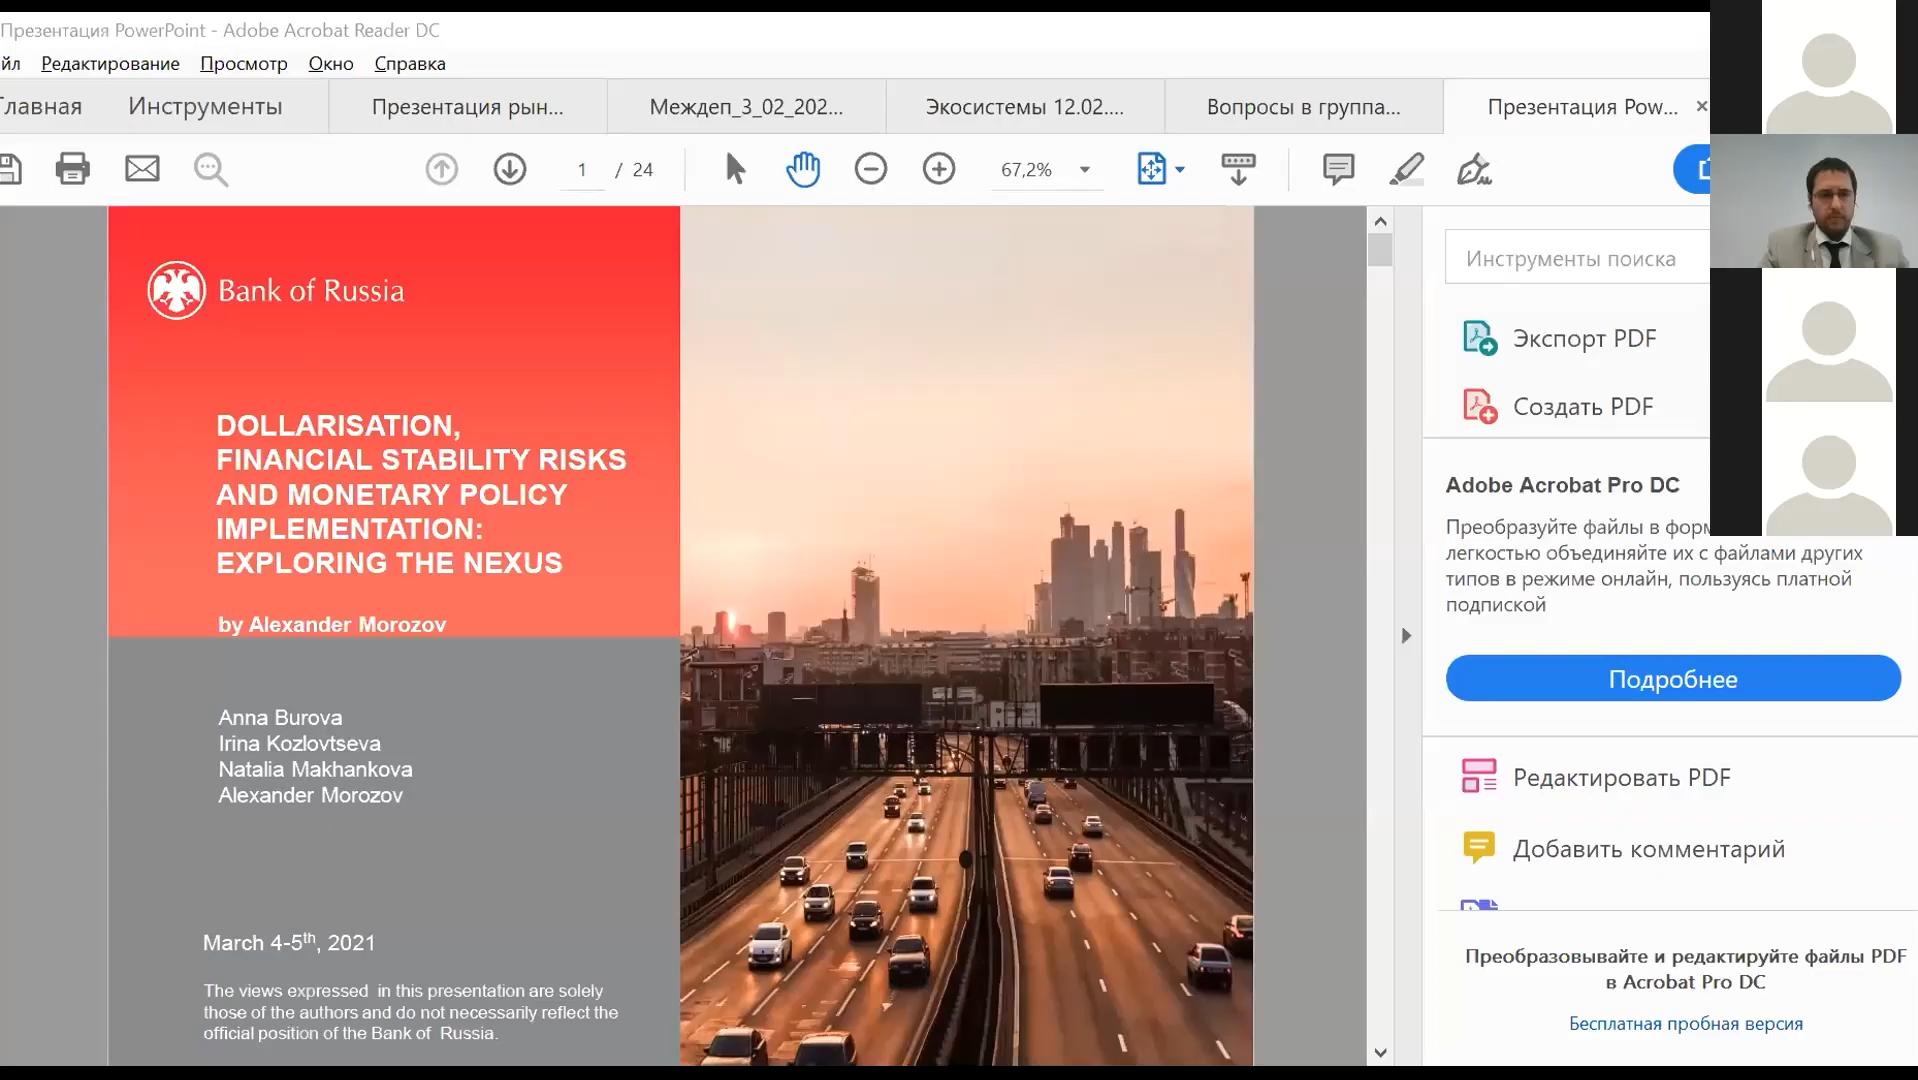 Презентация PowerPoint - Adobe Acrobat Reader DC
йл Редактирование Просмотр Окно Справка
Главная Инструменты Презентация рын... Междеп_3_02_202... Экосистемы 12.02.... Вопросы в группа... Презентация Pow... ×
1 / 24 67,2%
Bank of Russia
DOLLARISATION,
FINANCIAL STABILITY RISKS
AND MONETARY POLICY
IMPLEMENTATION:
EXPLORING THE NEXUS
by Alexander Morozov
Anna Burova
Irina Kozlovtseva
Natalia Makhankova
Alexander Morozov
March 4-5th, 2021
The views expressed in this presentation are solely
those of the authors and do not necessarily reflect the
official position of the Bank of Russia.
Инструменты поиска
Экспорт PDF
Создать PDF
Adobe Acrobat Pro DC
Преобразуйте файлы в форм
легкостью объединяйте их с файлами других
типов в режиме онлайн, пользуясь платной
подпиской
Подробнее
Редактировать PDF
Добавить комментарий
Преобразовывайте и редактируйте файлы PDF
в Acrobat Pro DC
Бесплатная пробная версия